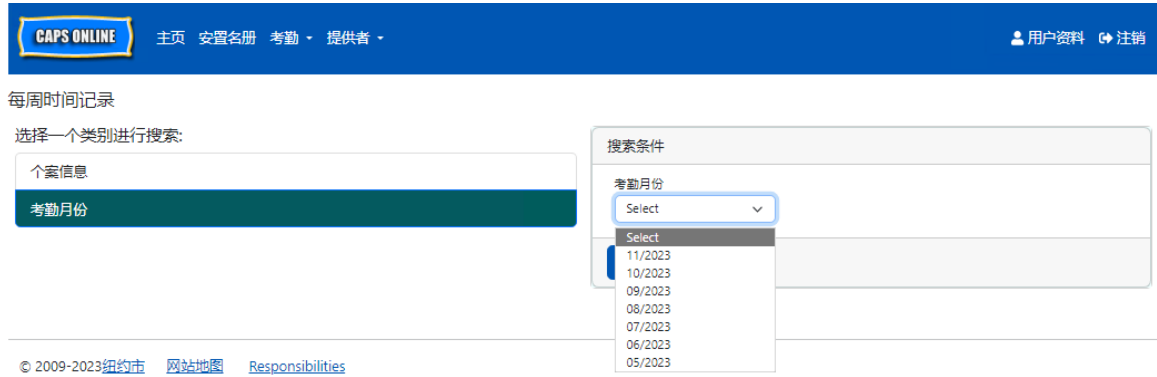 CAPS ONLINE 主页 安置名册 考勤 提供者 用户资料 注销
每周时间记录
选择一个类别进行搜索:
个案信息
考勤月份
搜索条件
考勤月份
Select
Select
11/2023
10/2023
09/2023
08/2023
07/2023
06/2023
05/2023
© 2009-2023纽约市 网站地图 Responsibilities